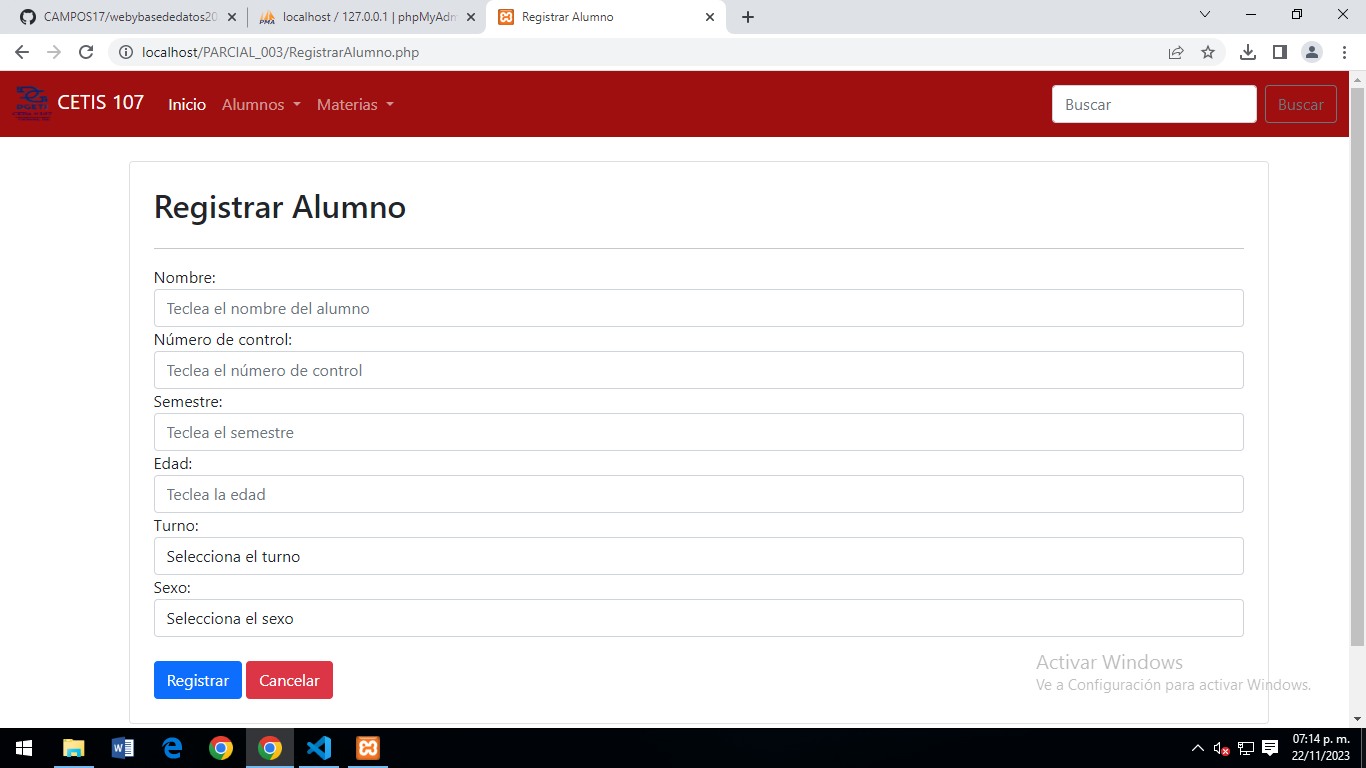 CAMPOS17/webybasededatos20
localhost / 127.0.0.1 | phpMyAdm
Registrar Alumno
localhost/PARCIAL_003/RegistrarAlumno.php
CETIS 107
Inicio
Alumnos
Materias
Buscar
Buscar
Registrar Alumno
Nombre:
Teclea el nombre del alumno
Número de control:
Teclea el número de control
Semestre:
Teclea el semestre
Edad:
Teclea la edad
Turno:
Selecciona el turno
Sexo:
Selecciona el sexo
Registrar
Cancelar
Activar Windows
Ve a Configuración para activar Windows.
07:14 p. m.
22/11/2023